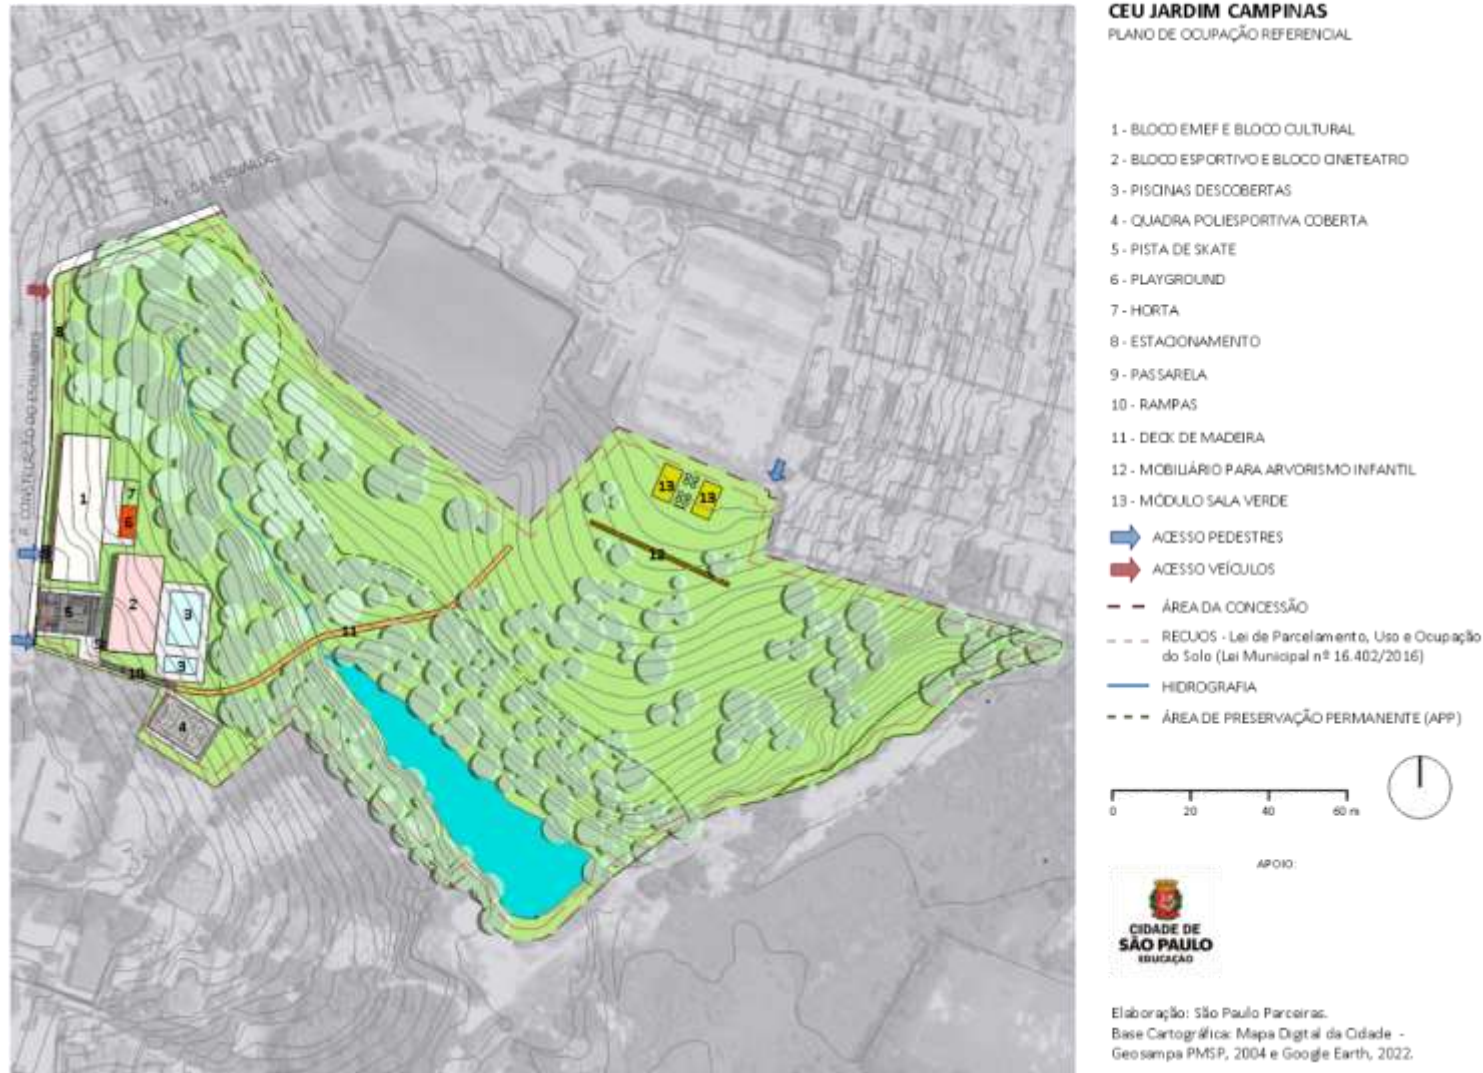 CEU JARDIM CAMPINAS
PLANO DE OCUPAÇÃO REFERENCIAL
1 - BLOCO EMEF E BLOCO CULTURAL
2 - BLOCO ESPORTIVO E BLOCO CINETEATRO
3 - PISCINAS DESCOBERTAS
4 - QUADRA POLIESPORTIVA COBERTA
5 - PISTA DE SKATE
6 - PLAYGROUND
7 - HORTA
8 - ESTACIONAMENTO
9 - PASSARELA
10 - RAMPAS
11 - DECK DE MADEIRA
12 - MOBILIÁRIO PARA ARVORISMO INFANTIL
13 - MÓDULO SALA VERDE
ACESSO PEDESTRES
ACESSO VEÍCULOS
ÁREA DA CONCESSÃO
RECUOS - Lei de Parcelamento, Uso e Ocupação
do Solo (Lei Municipal nº 16.402/2016)
HIDROGRAFIA
ÁREA DE PRESERVAÇÃO PERMANENTE (APP)
0 20 40 60 m
APOIO:
CIDADE DE
SÃO PAULO
EDUCAÇÃO
Elaboração: São Paulo Parcerias.
Base Cartográfica: Mapa Digital da Cidade -
Geosampa PMSP, 2004 e Google Earth, 2022.
R. CONSTELAÇÃO DO ESQUADRO
8
1
7
6
13
13
12
5
2
3
11
9
3
10
4